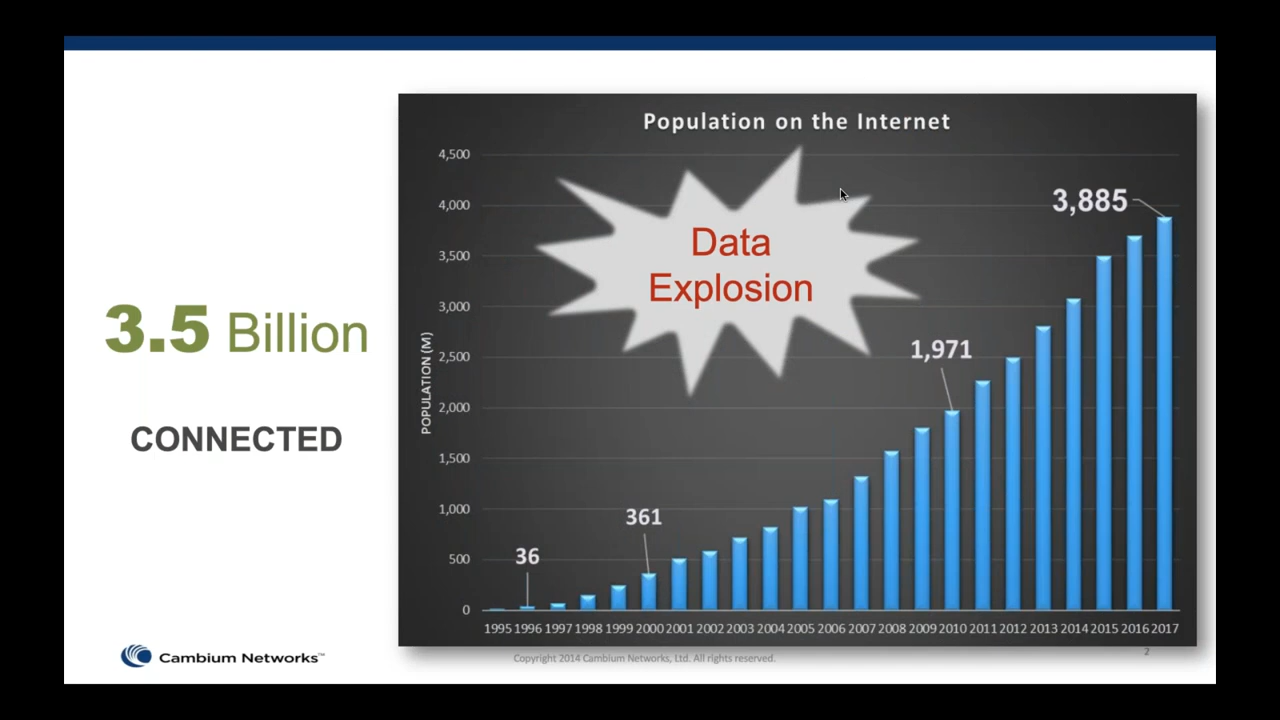 Population on the Internet
4,500
4,000
3,500
3,000
2,500
2,000
1,500
1,000
500
0
POPULATION (M)
Data
Explosion
3,885
1,971
361
36
1995 1996 1997 1998 1999 2000 2001 2002 2003 2004 2005 2006 2007 2008 2009 2010 2011 2012 2013 2014 2015 2016 2017
3.5 Billion
CONNECTED
Cambium Networks™
Copyright 2014 Cambium Networks, Ltd. All rights reserved.
2